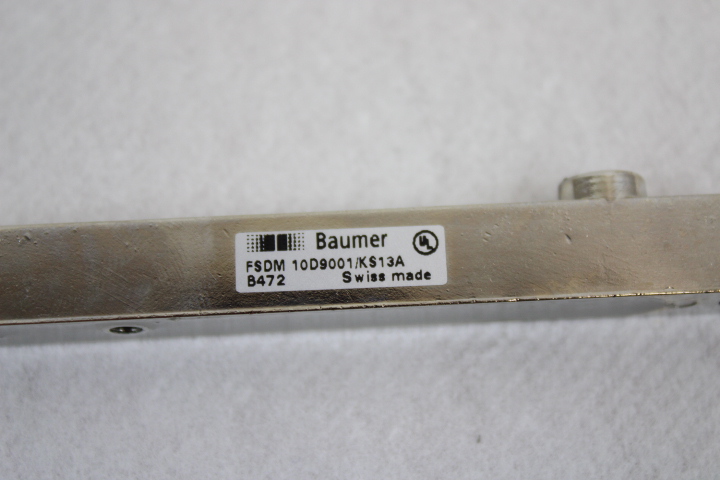 Baumer
FSDM 10D9001/KS13A
B472 Swiss made